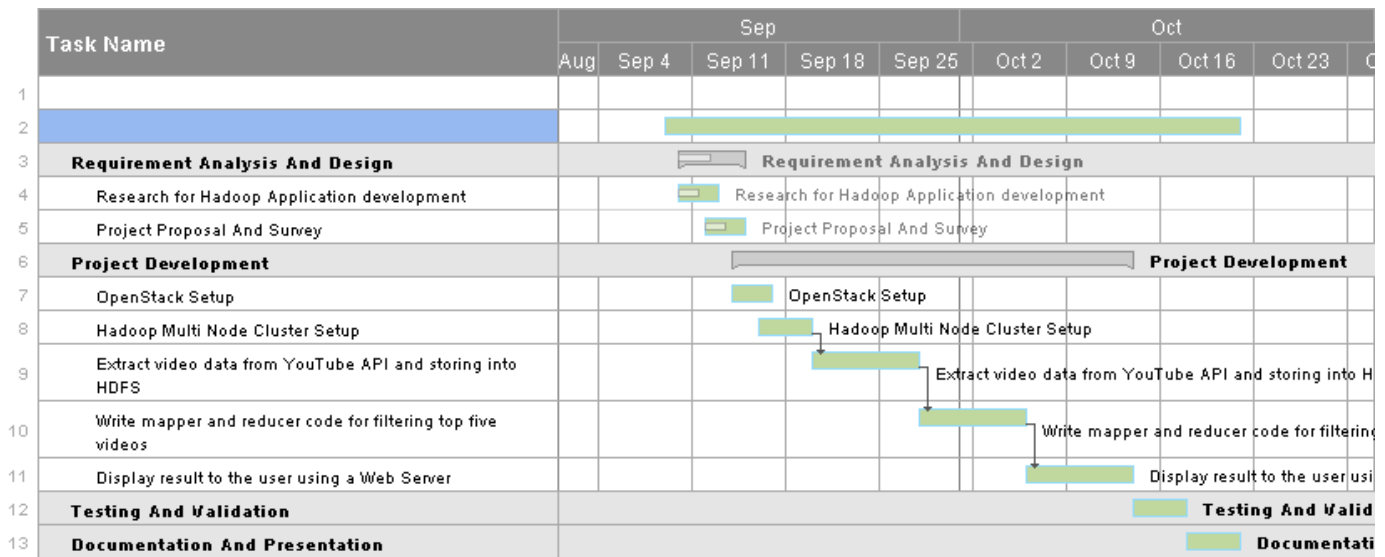 Task Name
Sep
Oct
Aug
Sep 4
Sep 11
Sep 18
Sep 25
Oct 2
Oct 9
Oct 16
Oct 23
1
2
3
Requirement Analysis And Design
Requirement Analysis And Design
4
Research for Hadoop Application development
Research for Hadoop Application development
5
Project Proposal And Survey
Project Proposal And Survey
6
Project Development
Project Development
7
OpenStack Setup
OpenStack Setup
8
Hadoop Multi Node Cluster Setup
Hadoop Multi Node Cluster Setup
9
Extract video data from YouTube API and storing into
HDFS
Extract video data from YouTube API and storing into H
10
Write mapper and reducer code for filtering top five
videos
Write mapper and reducer code for filtering
11
Display result to the user using a Web Server
Display result to the user usi
12
Testing And Validation
Testing And Valid
13
Documentation And Presentation
Documentati